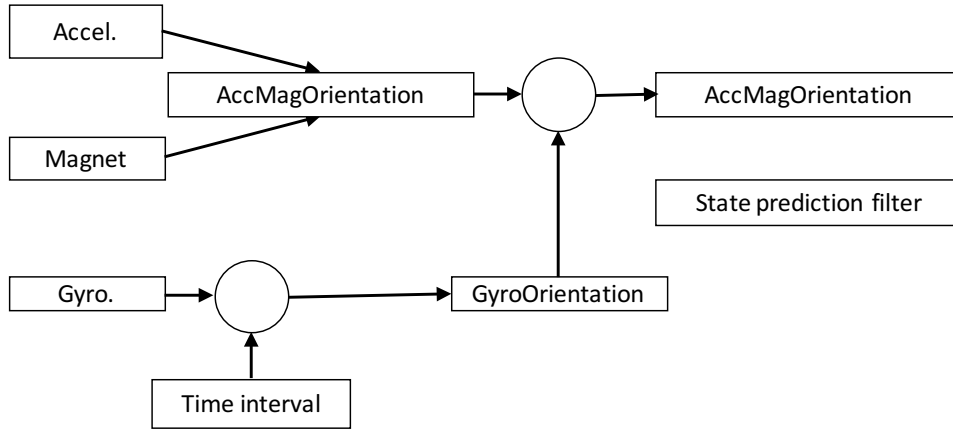 Accel.
AccMagOrientation
AccMagOrientation
Magnet
State prediction filter
Gyro.
GyroOrientation
Time interval